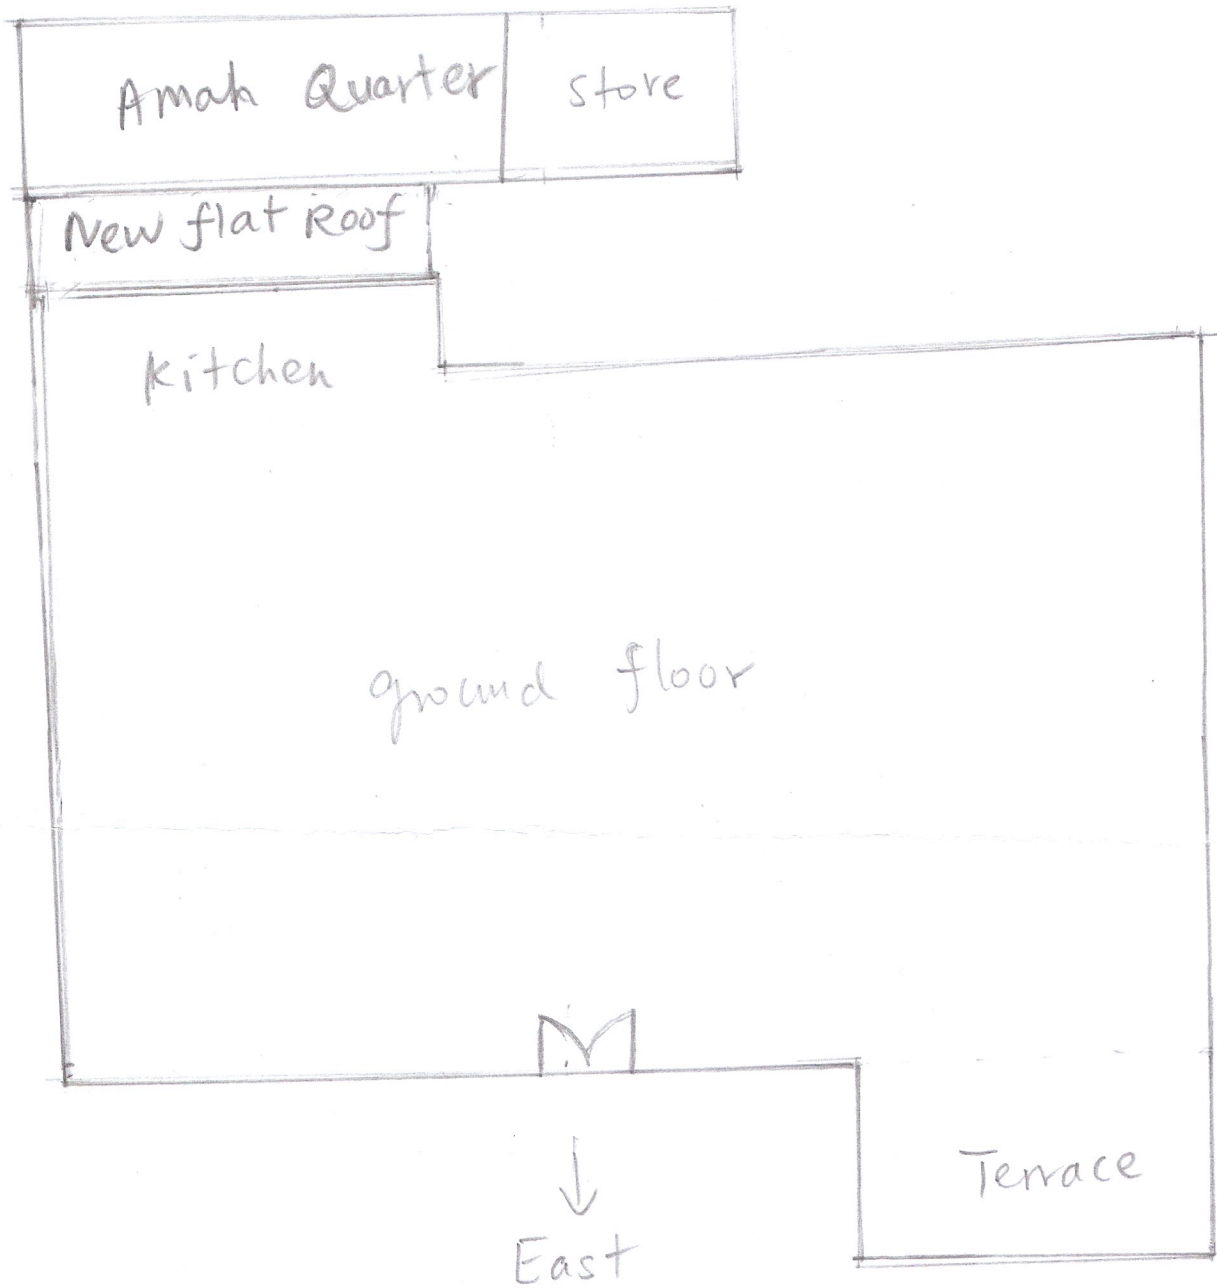 Amah Quarter
store
New flat Roof
Kitchen
ground floor
Terrace
East